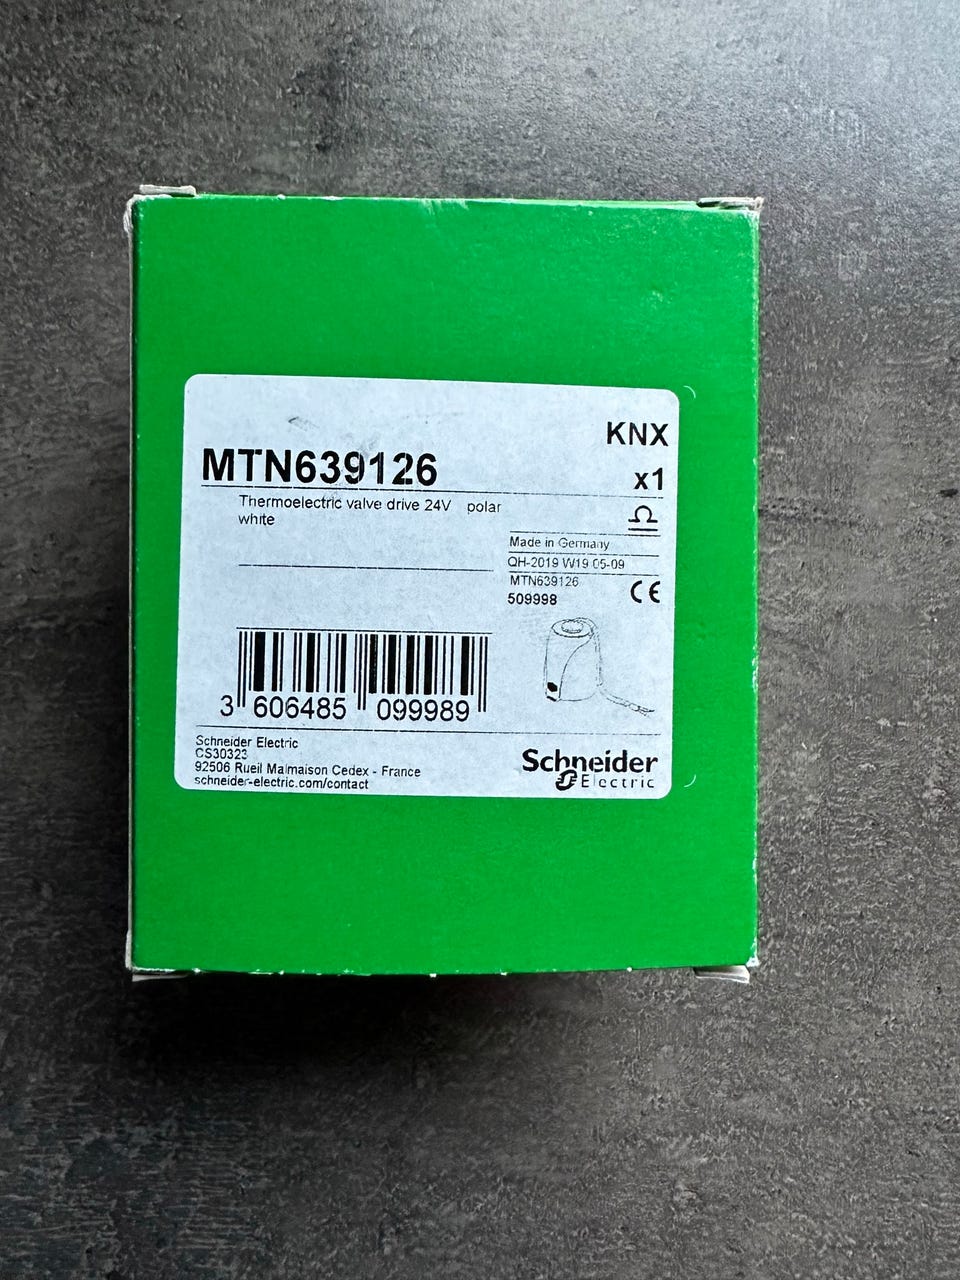 KNX
MTN639126
x1
Thermoelectric valve drive 24V polar
white
Made in Germany
QH-2019 W19 05-09
MTN639126
509998
CE
3 606485 099989
Schneider Electric
CS30323
92506 Rueil Malmaison Cedex - France
schneider-electric.com/contact
Schneider
Electric